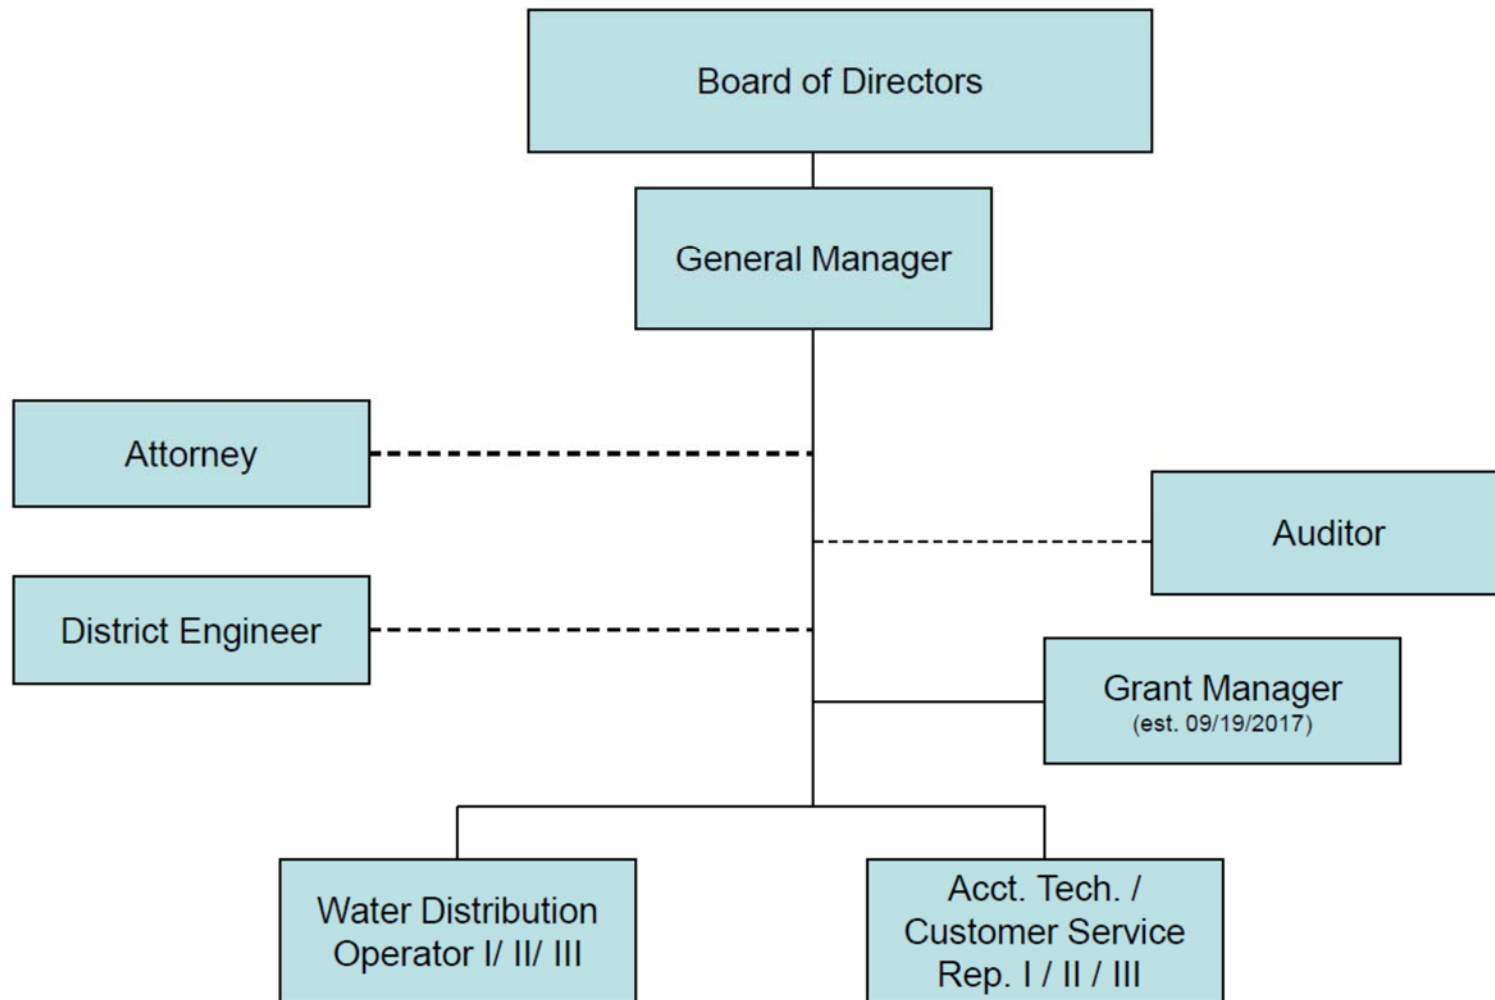 Board of Directors
General Manager
Attorney
Auditor
District Engineer
Grant Manager
(est. 09/19/2017)
Water Distribution
Operator I/ II/ III
Acct. Tech. /
Customer Service
Rep. I / II / III